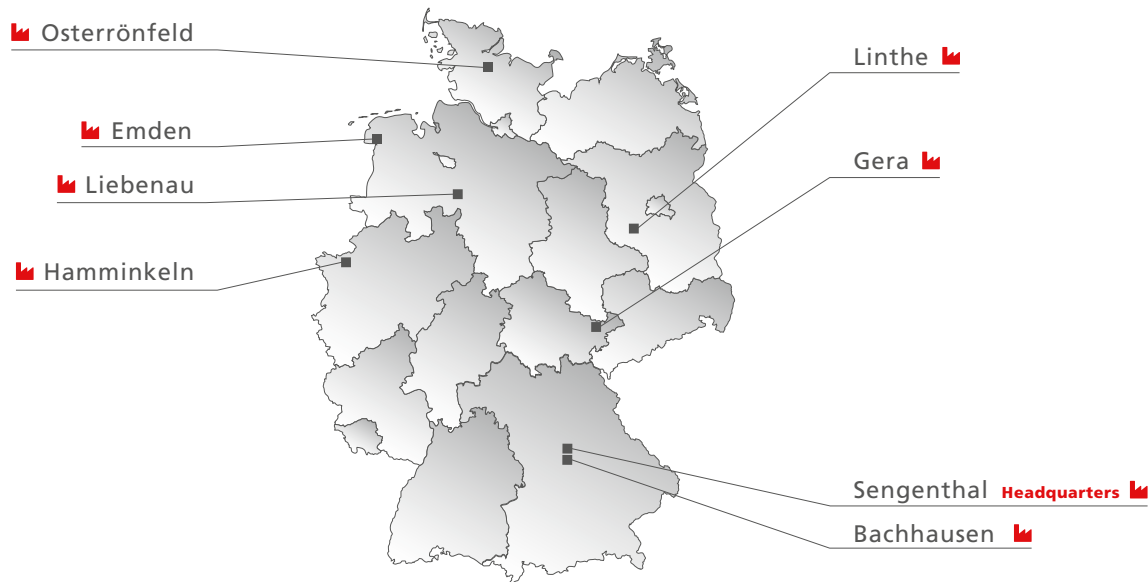 Osterrönfeld
Emden
Liebenau
Hamminkeln
Linthe
Gera
Sengenthal Headquarters
Bachhausen